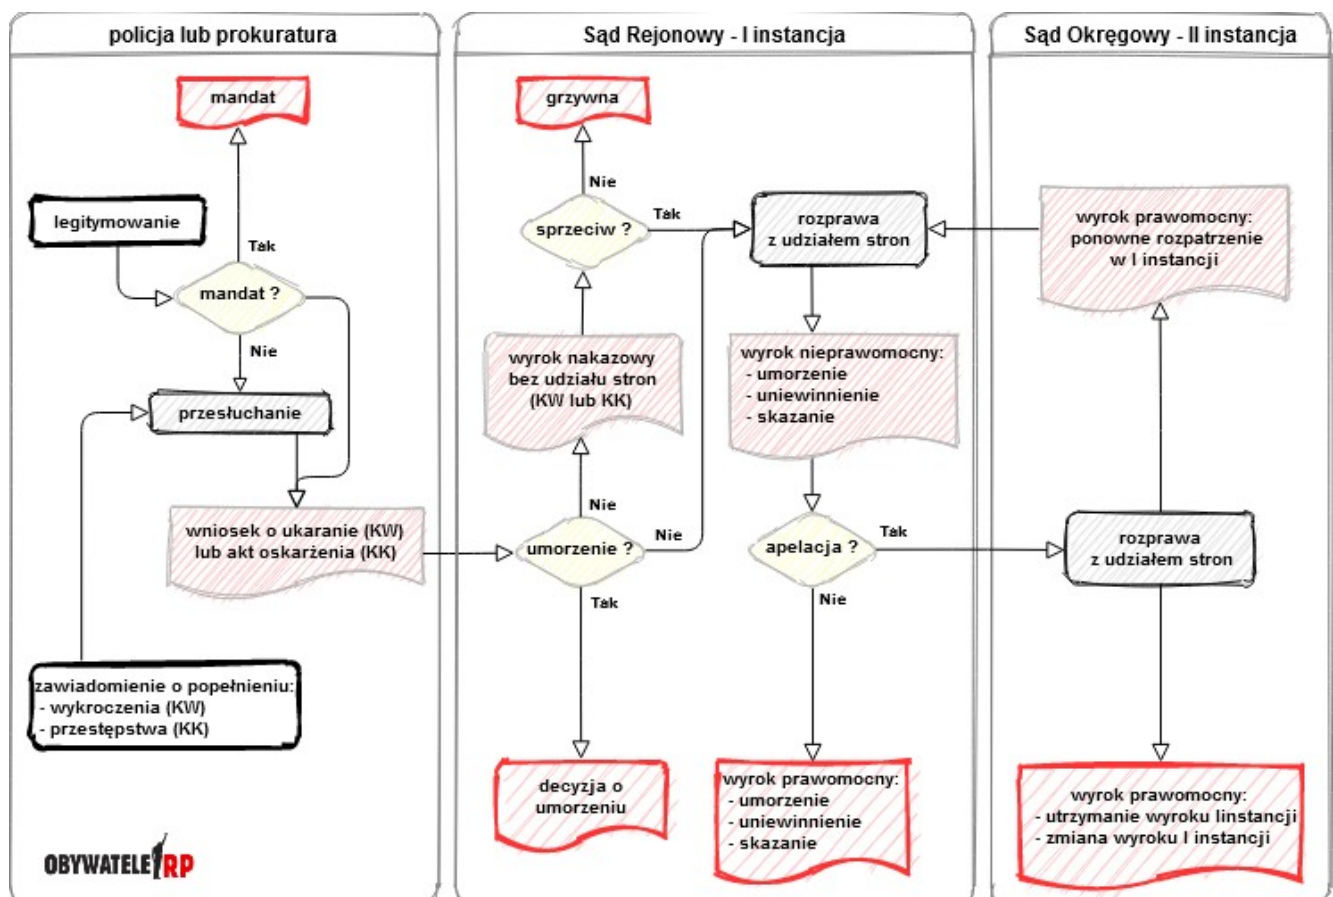 policja lub prokuratura
mandat
legitymowanie
Tak
mandat ?
Nie
przesłuchanie
wniosek o ukaranie (KW)
lub akt oskarżenia (KK)
zawiadomienie o popełnieniu:
- wykroczenia (KW)
- przestępstwa (KK)
OBYWATELE RP
Sąd Rejonowy - I instancja
grzywna
Nie
sprzeciw ?
Tak
rozprawa
z udziałem stron
wyrok nakazowy
bez udziału stron
(KW lub KK)
wyrok nieprawomocny:
- umorzenie
- uniewinnienie
- skazanie
Nie
umorzenie ?
Nie
Tak
apelacja ?
Tak
Nie
decyzja o
umorzeniu
wyrok prawomocny:
- umorzenie
- uniewinnienie
- skazanie
Sąd Okręgowy - II instancja
wyrok prawomocny:
ponowne rozpatrzenie
w I instancji
rozprawa
z udziałem stron
wyrok prawomocny:
- utrzymanie wyroku Iinstancji
- zmiana wyroku I instancji